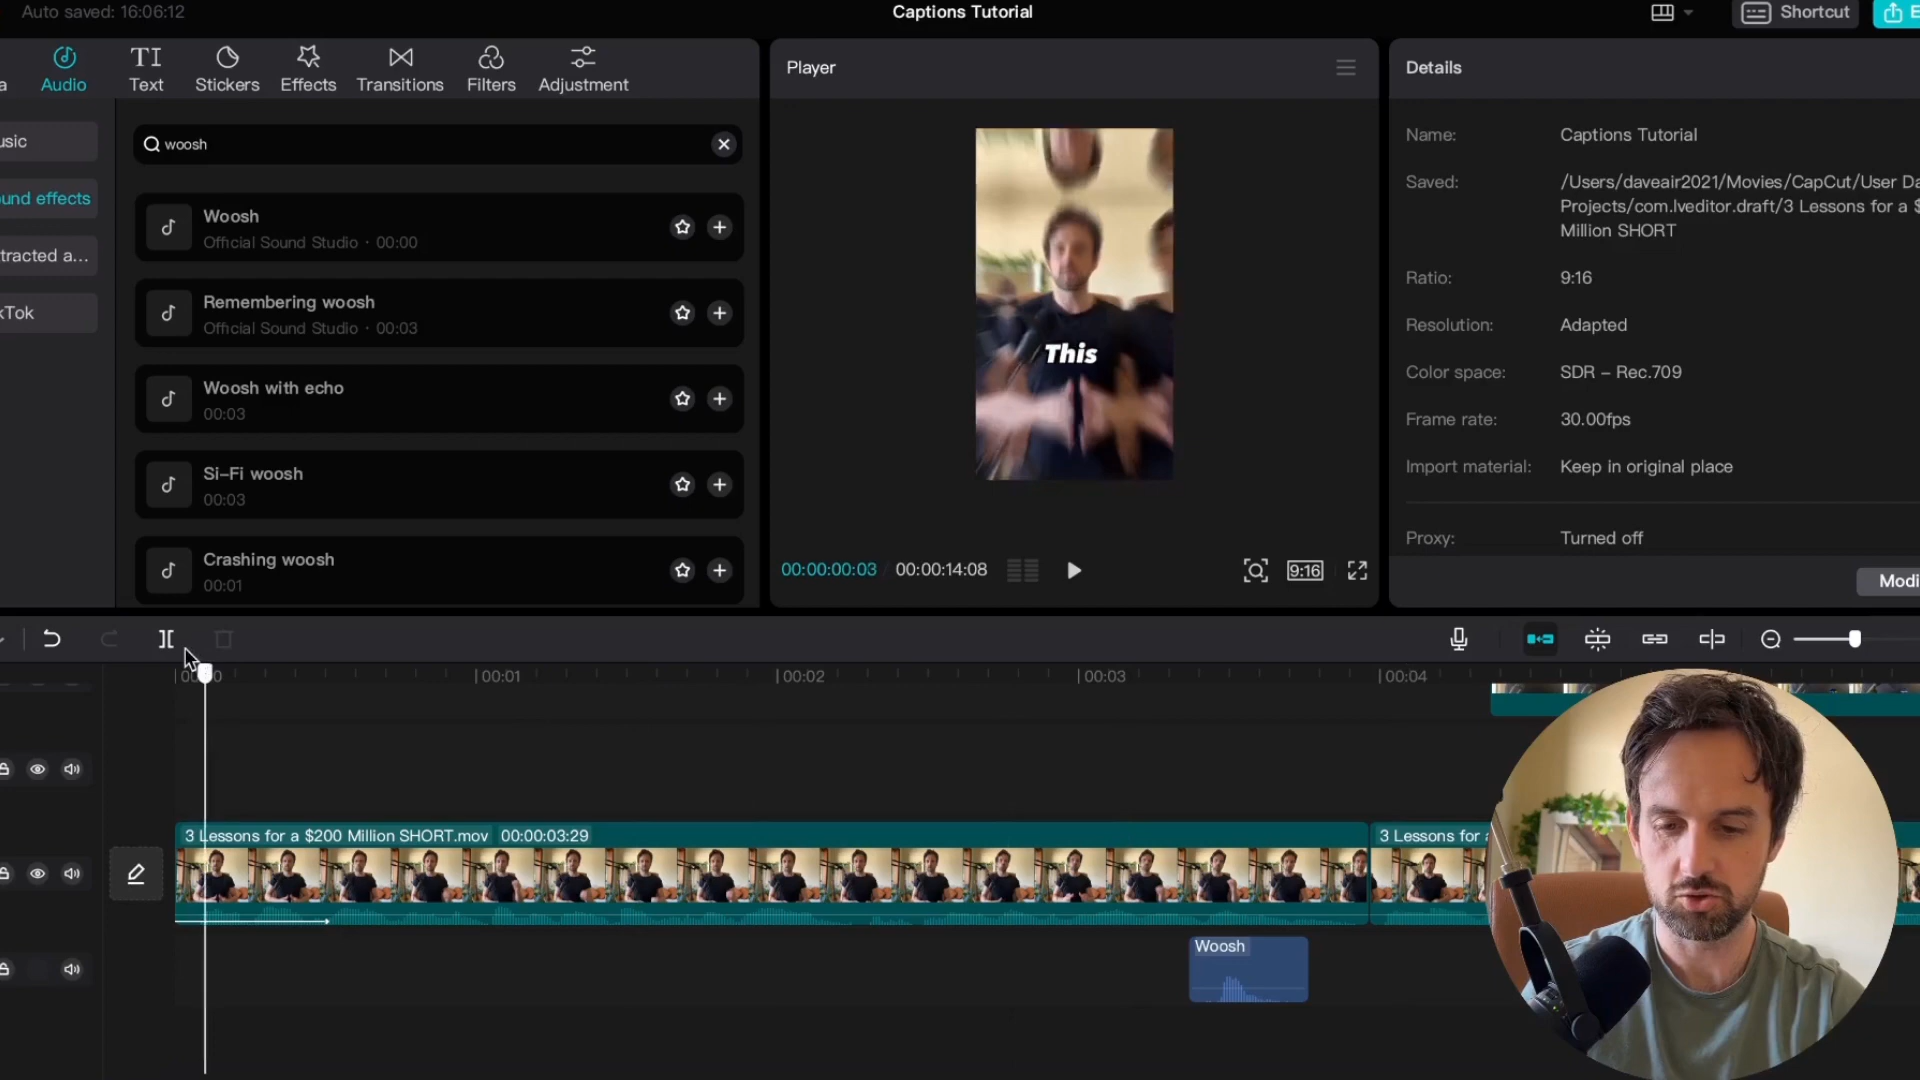 Auto saved: 16:06:12
Captions Tutorial
Shortcut
Audio
Text
Stickers
Effects
Transitions
Filters
Adjustment
Player
Details
usic
und effects
tracted a...
kTok
woosh
Woosh
Official Sound Studio · 00:00
Remembering woosh
Official Sound Studio · 00:03
Woosh with echo
00:03
Si-Fi woosh
00:03
Crashing woosh
00:01
This
00:00:00:03 / 00:00:14:08
9:16
Name: Captions Tutorial
Saved: /Users/daveair2021/Movies/CapCut/User Da
Projects/com.lveditor.draft/3 Lessons for a $
Million SHORT
Ratio: 9:16
Resolution: Adapted
Color space: SDR – Rec.709
Frame rate: 30.00fps
Import material: Keep in original place
Proxy: Turned off
Modi
00:01
00:02
00:03
00:04
3 Lessons for a $200 Million SHORT.mov 00:00:03:29
3 Lessons for a
Woosh